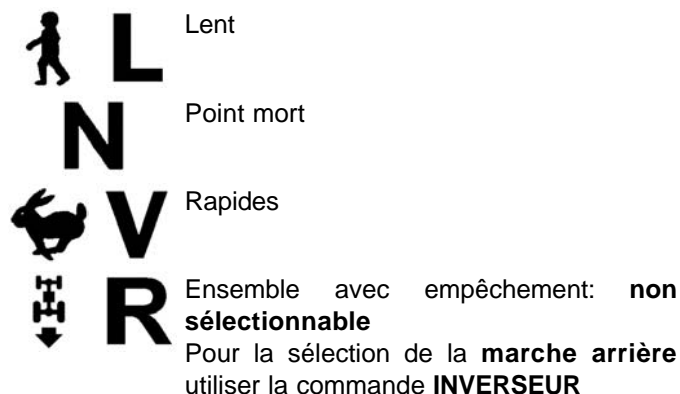 L Lent
N Point mort
V Rapides
R Ensemble avec empêchement: non
sélectionnable
Pour la sélection de la marche arrière
utiliser la commande INVERSEUR